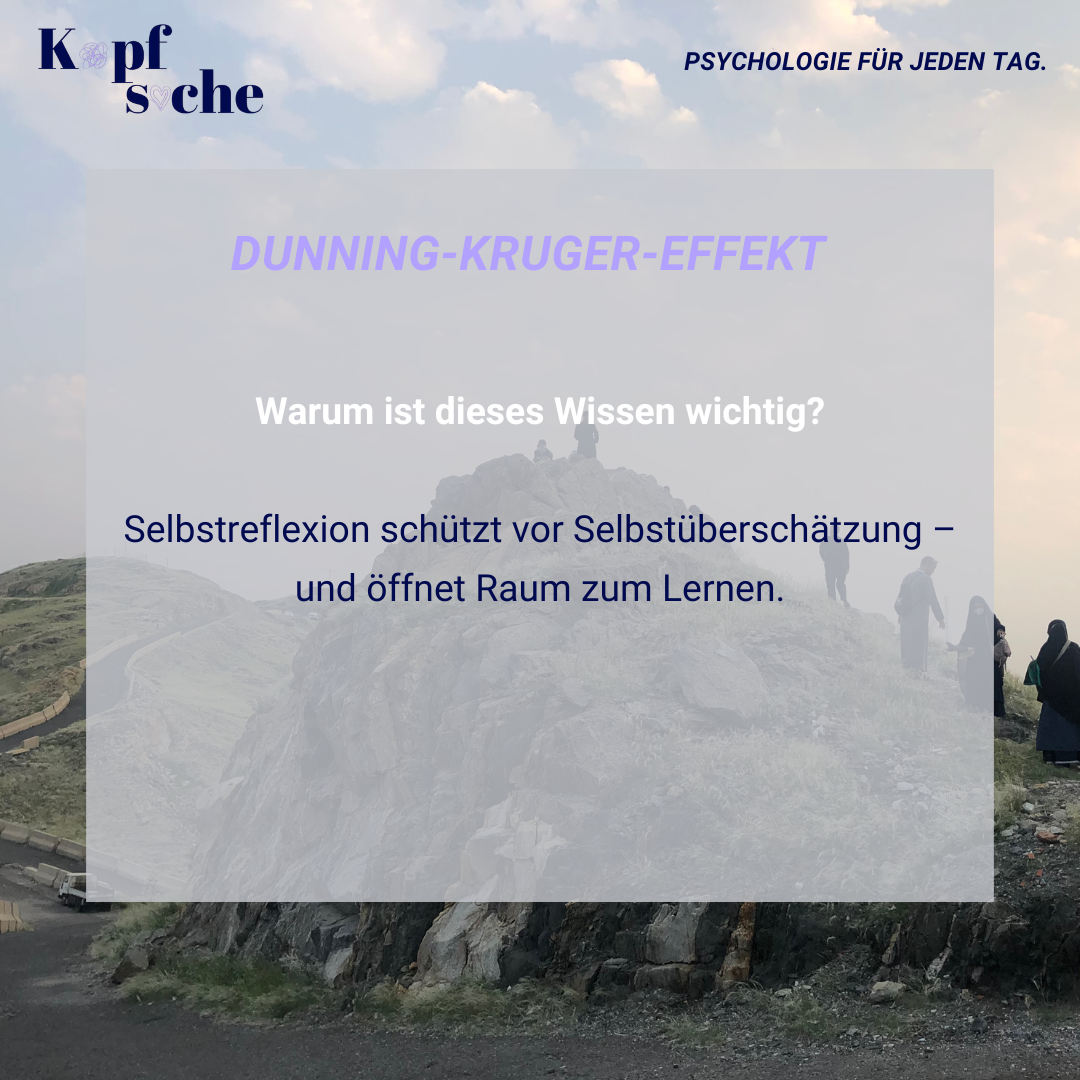 Kopf
sache
PSYCHOLOGIE FÜR JEDEN TAG.
DUNNING-KRUGER-EFFEKT
Warum ist dieses Wissen wichtig?
Selbstreflexion schützt vor Selbstüberschätzung –
und öffnet Raum zum Lernen.